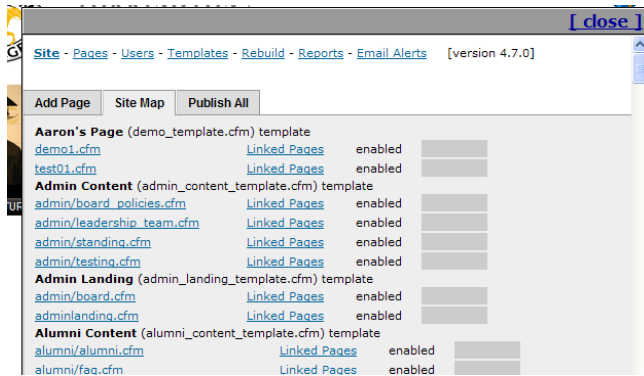 [ close ]
Site - Pages - Users - Templates - Rebuild - Reports - Email Alerts [version 4.7.0]
Add Page Site Map Publish All
Aaron's Page (demo_template.cfm) template
demo1.cfm Linked Pages enabled
test01.cfm Linked Pages enabled
Admin Content (admin_content_template.cfm) template
admin/board_policies.cfm Linked Pages enabled
admin/leadership_team.cfm Linked Pages enabled
admin/standing.cfm Linked Pages enabled
admin/testing.cfm Linked Pages enabled
Admin Landing (admin_landing_template.cfm) template
admin/board.cfm Linked Pages enabled
adminlanding.cfm Linked Pages enabled
Alumni Content (alumni_content_template.cfm) template
alumni/alumni.cfm Linked Pages enabled
alumni/faq.cfm Linked Pages enabled